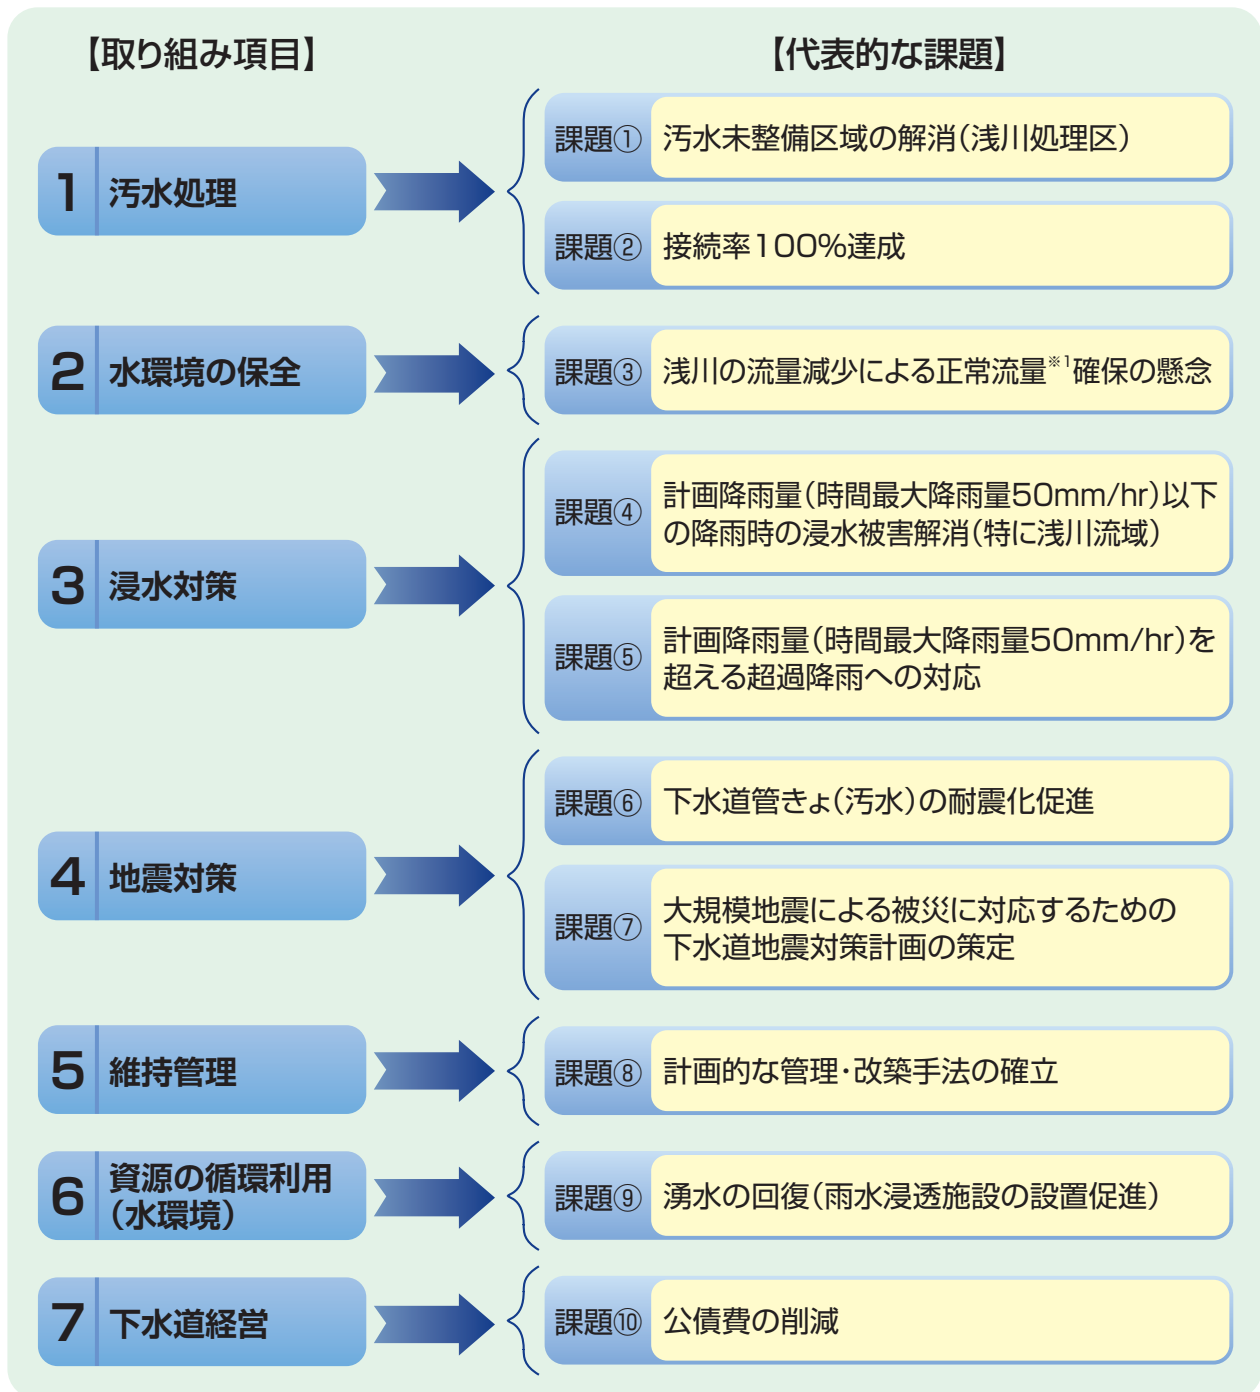 【取り組み項目】
【代表的な課題】
1 汚水処理
課題① 汚水未整備区域の解消(浅川処理区)
課題② 接続率100%達成
2 水環境の保全
課題③ 浅川の流量減少による正常流量※1確保の懸念
3 浸水対策
課題④ 計画降雨量(時間最大降雨量50mm/hr)以下
の降雨時の浸水被害解消(特に浅川流域)
課題⑤ 計画降雨量(時間最大降雨量50mm/hr)を
超える超過降雨への対応
4 地震対策
課題⑥ 下水道管きょ(汚水)の耐震化促進
課題⑦ 大規模地震による被災に対応するための
下水道地震対策計画の策定
5 維持管理
課題⑧ 計画的な管理・改築手法の確立
6 資源の循環利用
(水環境)
課題⑨ 湧水の回復(雨水浸透施設の設置促進)
7 下水道経営
課題⑩ 公債費の削減